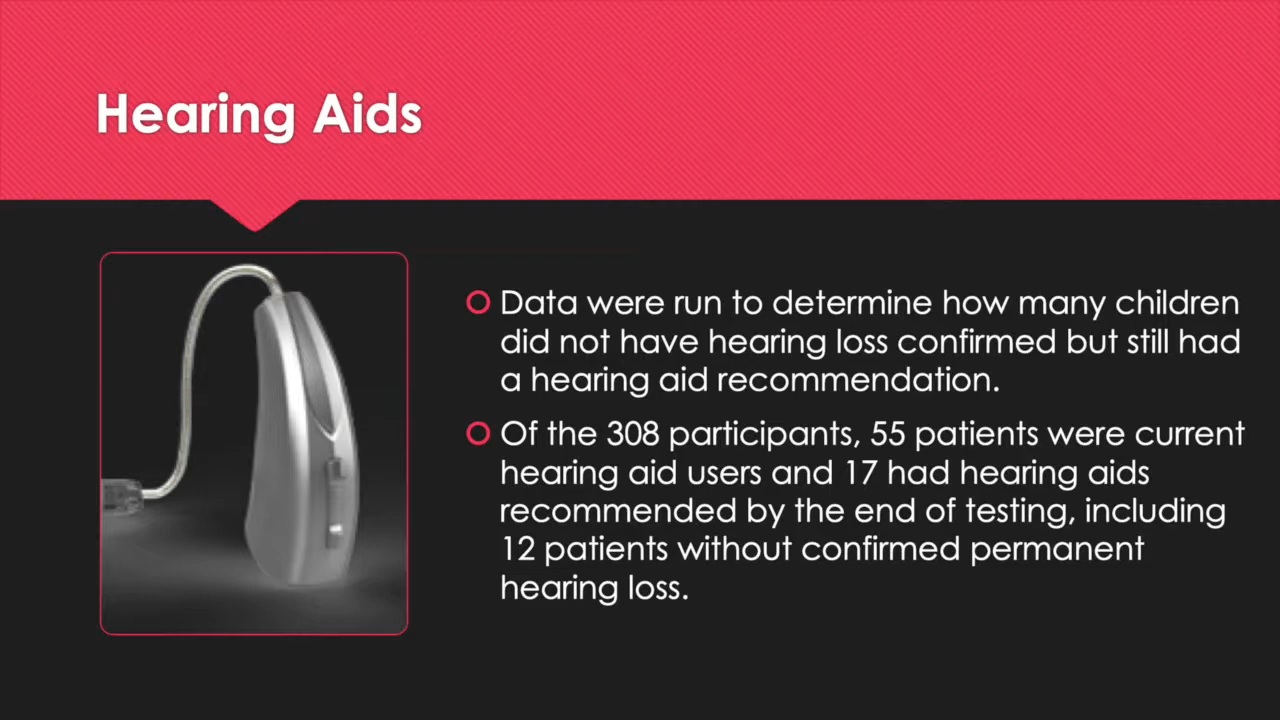 Hearing Aids
Data were run to determine how many children
did not have hearing loss confirmed but still had
a hearing aid recommendation.
Of the 308 participants, 55 patients were current
hearing aid users and 17 had hearing aids
recommended by the end of testing, including
12 patients without confirmed permanent
hearing loss.